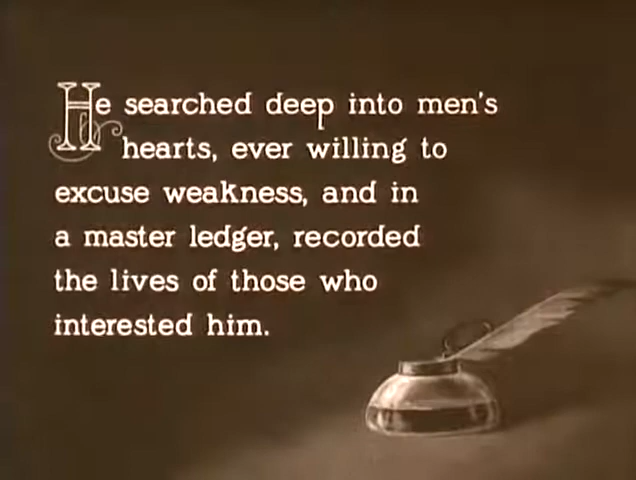 He searched deep into men's
hearts, ever willing to
excuse weakness, and in
a master ledger, recorded
the lives of those who
interested him.